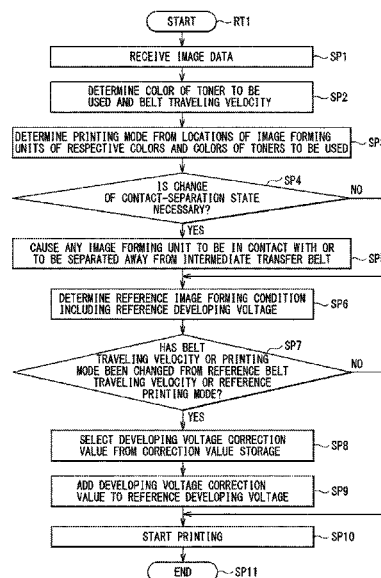 START
RT1
RECEIVE IMAGE DATA
SP1
DETERMINE COLOR OF TONER TO BE
USED AND BELT TRAVELING VELOCITY
SP2
DETERMINE PRINTING MODE FROM LOCATIONS OF IMAGE FORMING
UNITS OF RESPECTIVE COLORS AND COLORS OF TONERS TO BE USED
SP3
IS CHANGE
OF CONTACT-SEPARATION STATE
NECESSARY?
SP4
NO
YES
CAUSE ANY IMAGE FORMING UNIT TO BE IN CONTACT WITH OR
TO BE SEPARATED AWAY FROM INTERMEDIATE TRANSFER BELT
SP5
DETERMINE REFERENCE IMAGE FORMING CONDITION
INCLUDING REFERENCE DEVELOPING VOLTAGE
SP6
HAS BELT
TRAVELING VELOCITY OR PRINTING
MODE BEEN CHANGED FROM REFERENCE BELT
TRAVELING VELOCITY OR REFERENCE
PRINTING MODE?
SP7
NO
YES
SELECT DEVELOPING VOLTAGE CORRECTION
VALUE FROM CORRECTION VALUE STORAGE
SP8
ADD DEVELOPING VOLTAGE CORRECTION
VALUE TO REFERENCE DEVELOPING VOLTAGE
SP9
START PRINTING
SP10
END
SP11